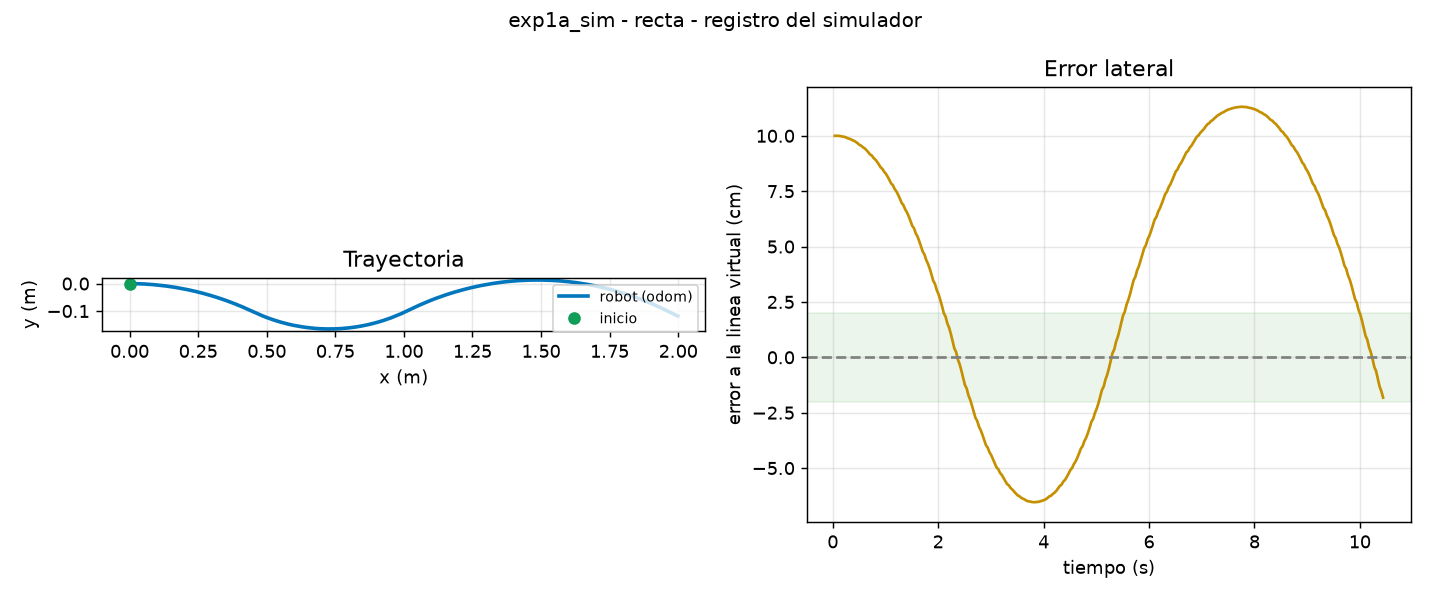 exp1a_sim - recta - registro del simulador
Trayectoria
y (m)
0.0
−0.1
robot (odom)
inicio
0.00 0.25 0.50 0.75 1.00 1.25 1.50 1.75 2.00
x (m)
Error lateral
error a la linea virtual (cm)
10.0
7.5
5.0
2.5
0.0
−2.5
−5.0
0 2 4 6 8 10
tiempo (s)